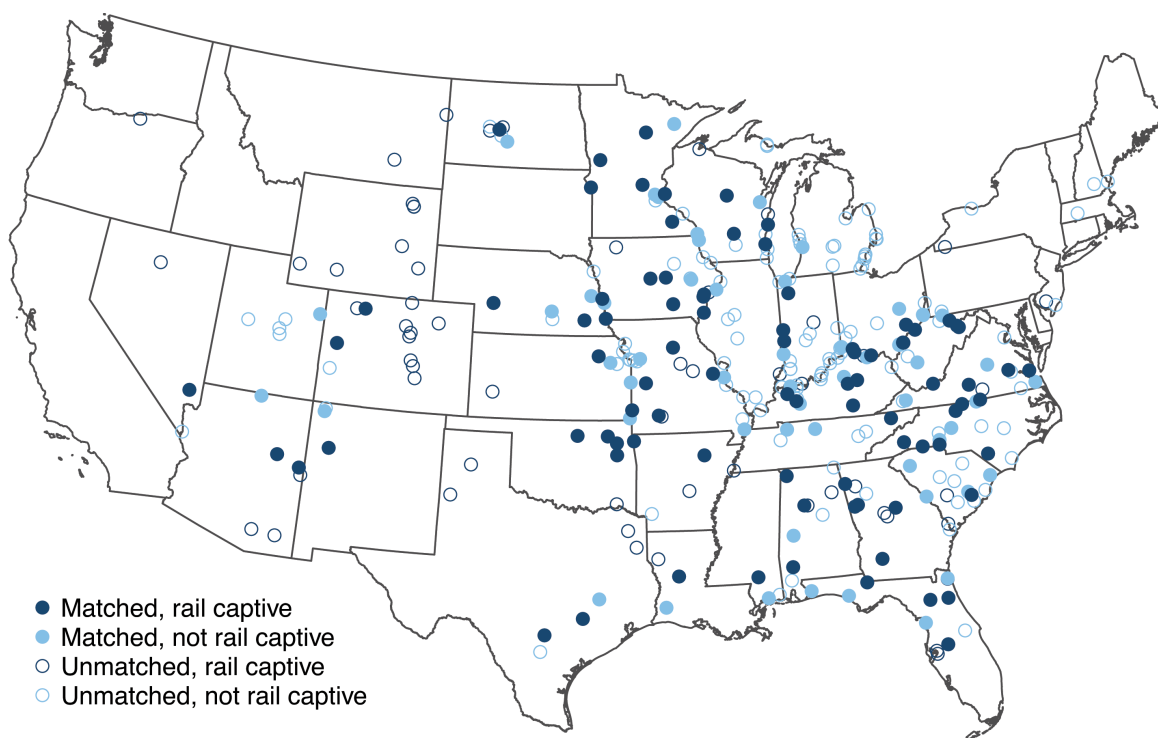 Matched, rail captive
Matched, not rail captive
Unmatched, rail captive
Unmatched, not rail captive